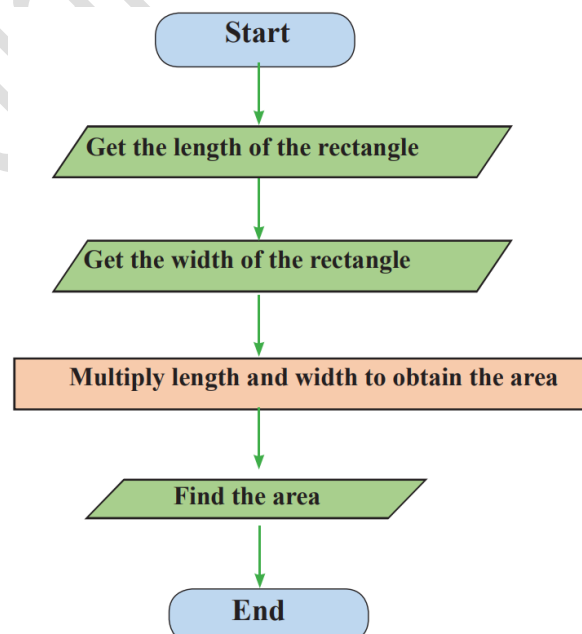 Start
Get the length of the rectangle
Get the width of the rectangle
Multiply length and width to obtain the area
Find the area
End